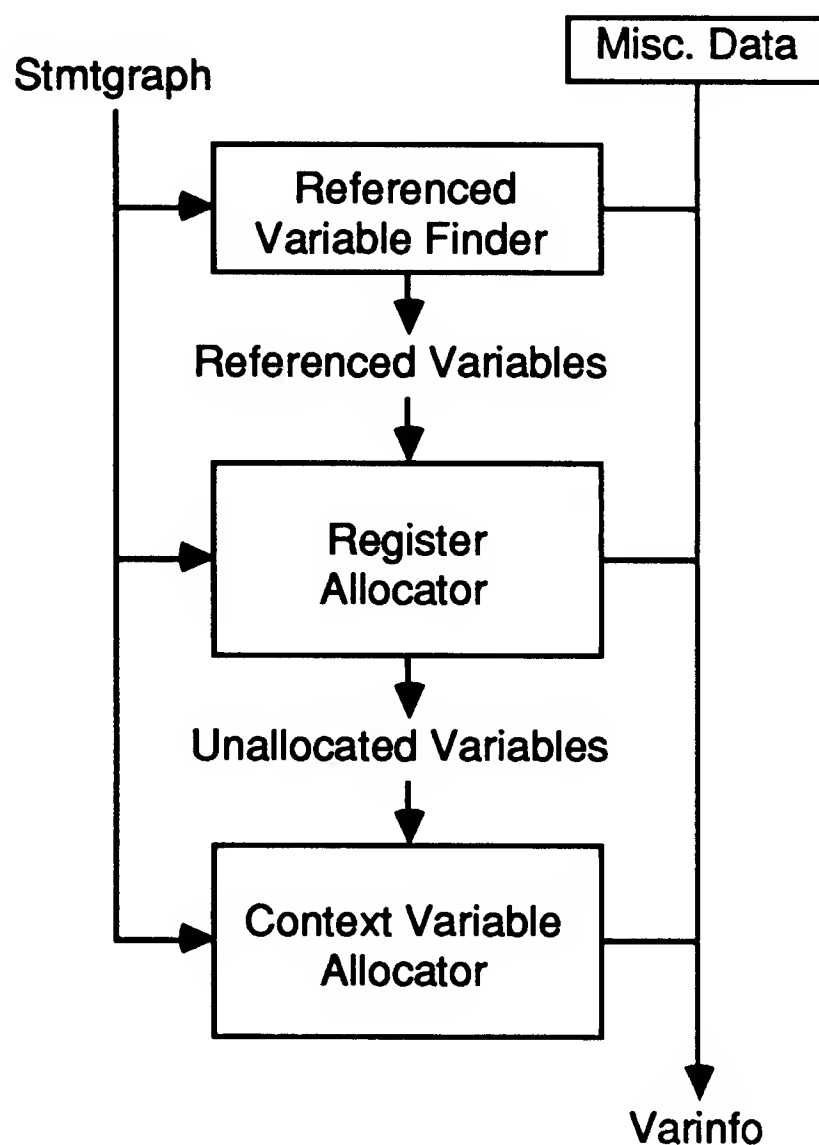 Misc. Data
Stmtgraph
Referenced
Variable Finder
Referenced Variables
Register
Allocator
Unallocated Variables
Context Variable
Allocator
Varinfo